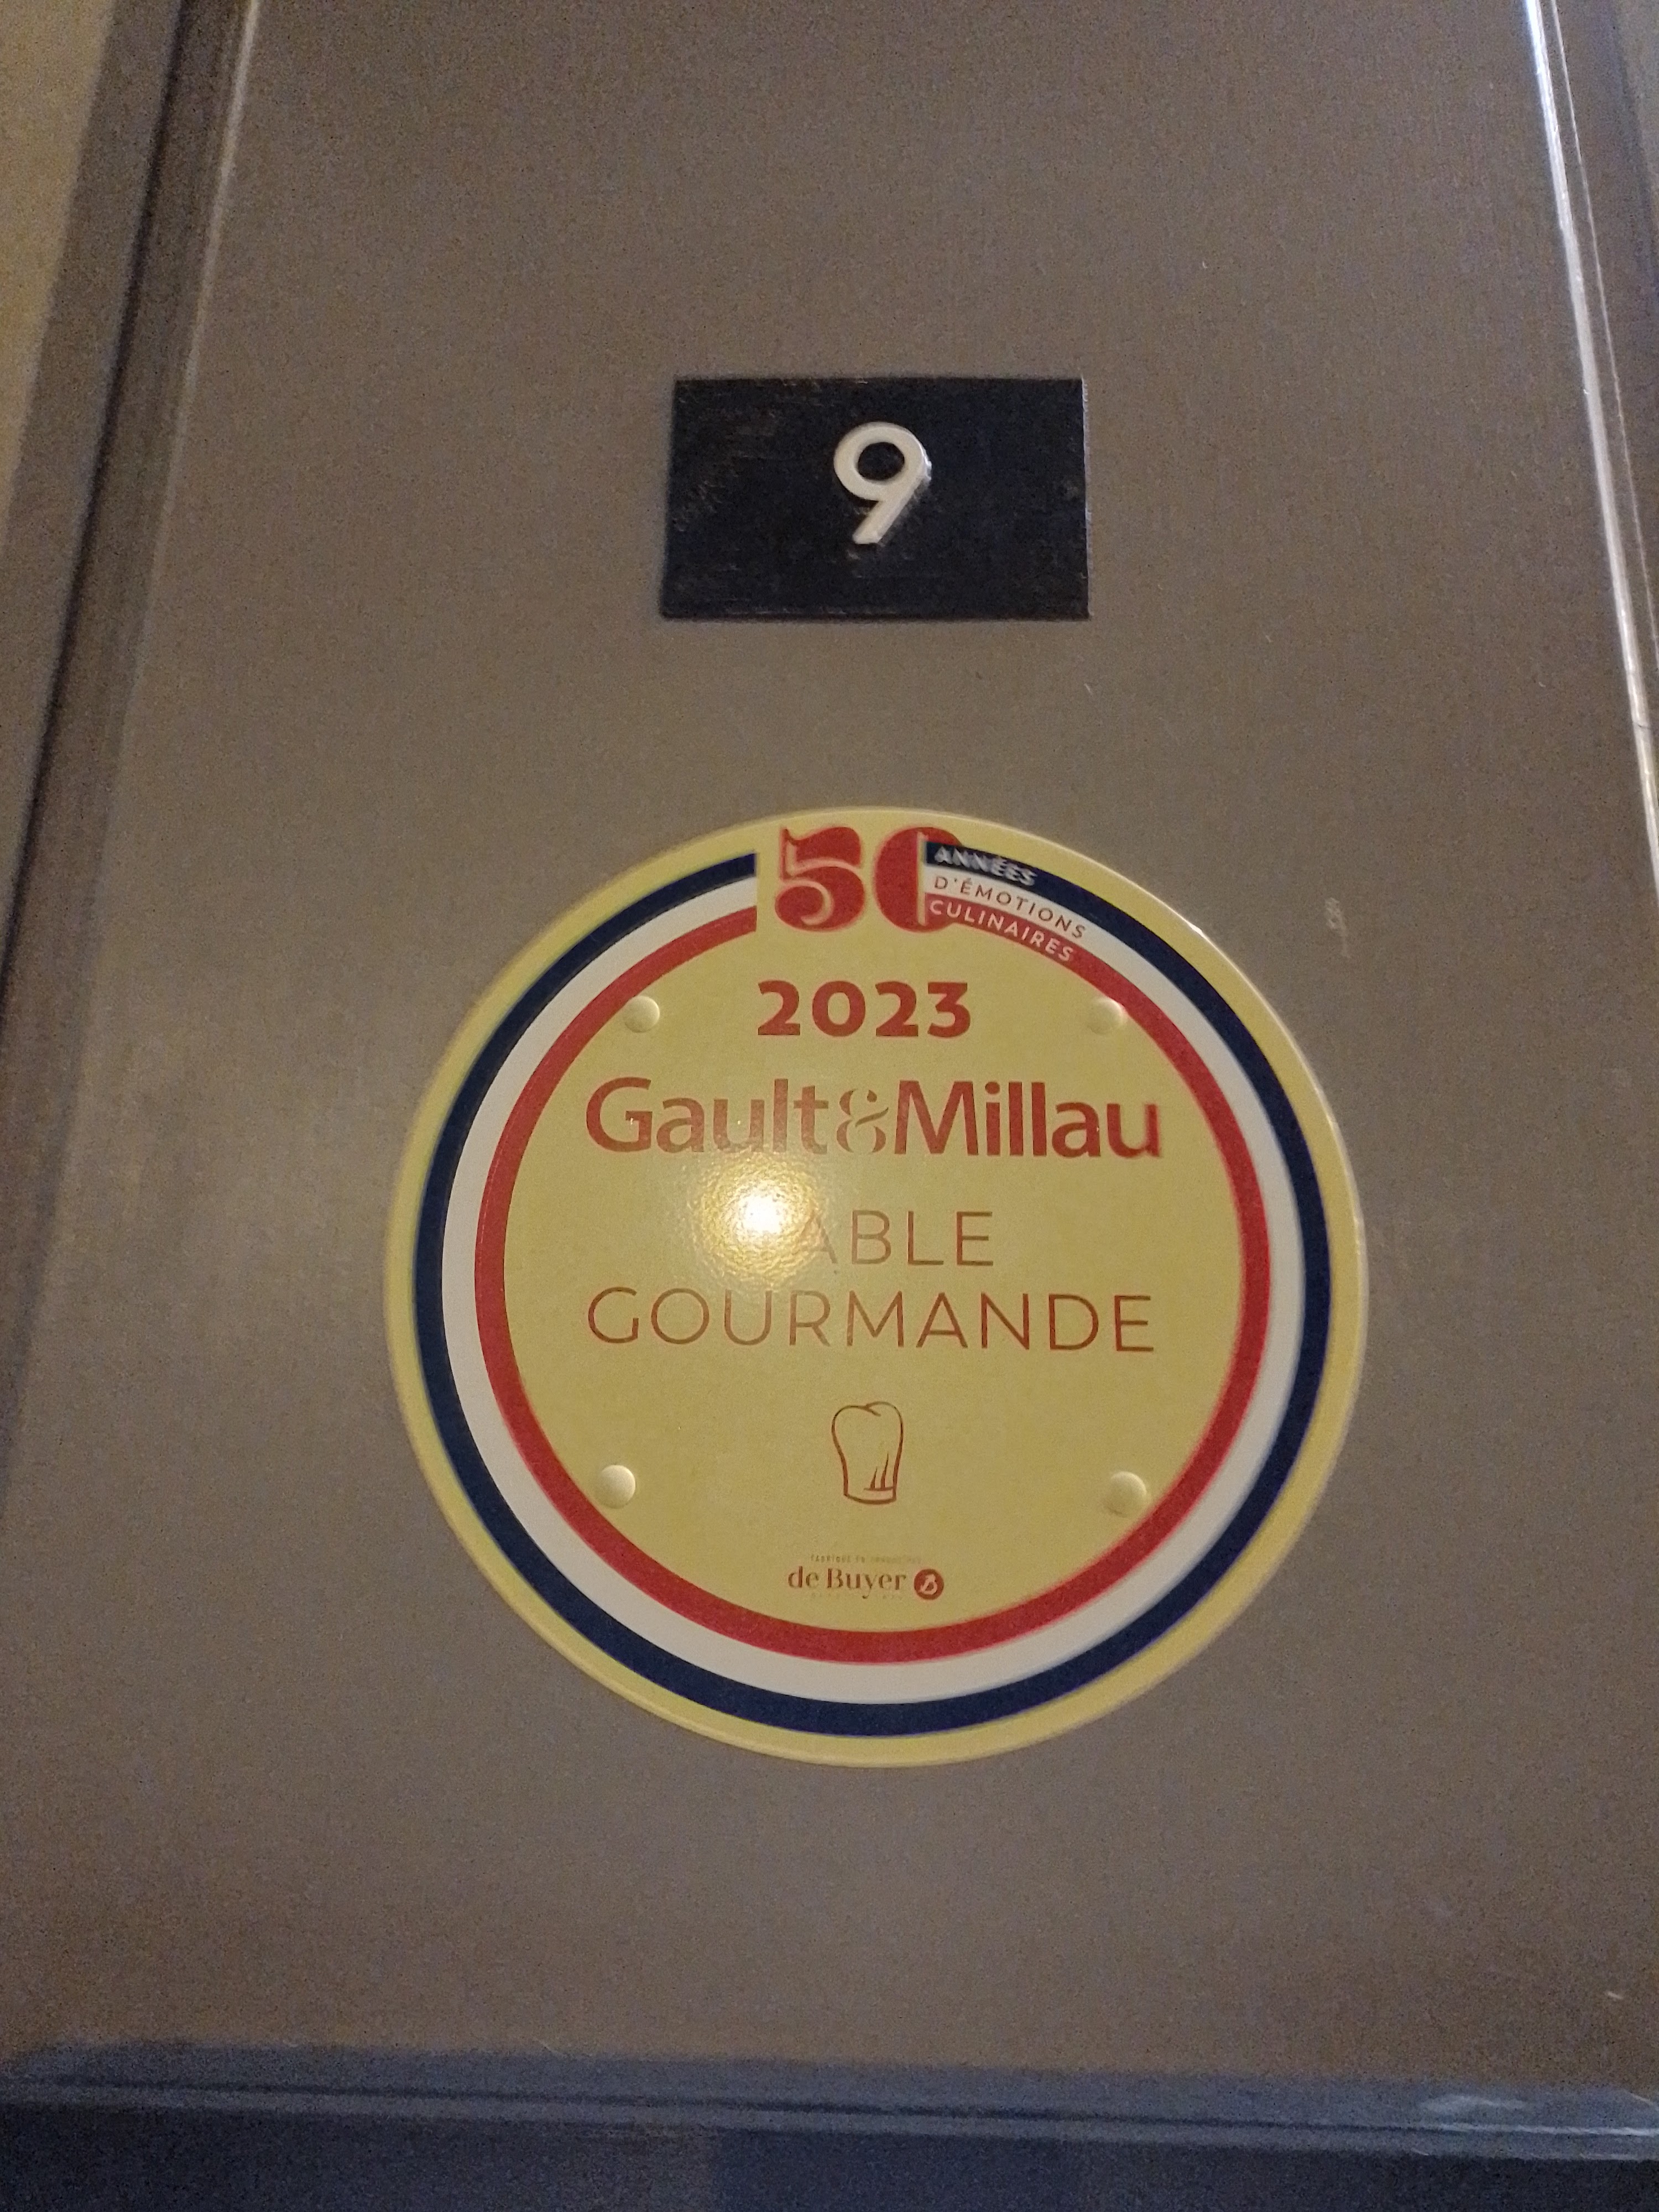 9
50
ANNÉES
D'ÉMOTIONS
CULINAIRES
2023
Gault&Millau
ABLE
GOURMANDE
de Buyer B